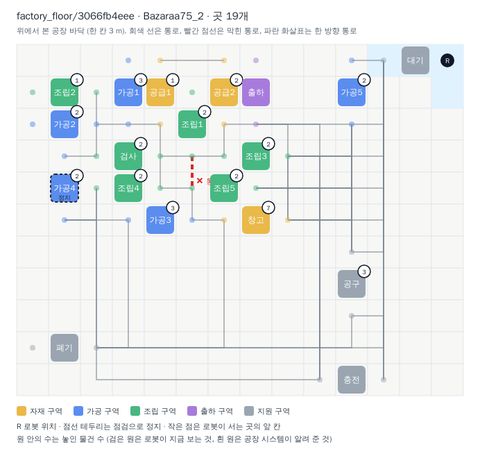 factory_floor/3066fb4eee · Bazaraa75_2 · 곳 19개
위에서 본 공장 바닥 (한 칸 3 m). 회색 선은 통로, 빨간 점선은 막힌 통로, 파란 화살표는 한 방향 통로
대기 R
1 3 1 2 2
조립2 가공1 공급1 공급2 출하 가공5
2 2
가공2 조립1
2 2
검사 조립3
2 2 2
가공4 조립4 ✕ 조립5
정지
3 7
가공3 창고
3
공구
폐기
충전
자재 구역 가공 구역 조립 구역 출하 구역 지원 구역
R 로봇 위치 · 점선 테두리는 점검으로 정지 · 작은 점은 로봇이 서는 곳의 앞 칸
원 안의 수는 놓인 물건 수 (검은 원은 로봇이 지금 보는 것, 흰 원은 공장 시스템이 알려 준 것)